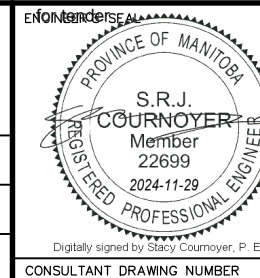 ENGINEER'S SEAL
for tender
PROVINCE OF MANITOBA
S.R.J.
COURNOYER
Member
22699
2024-11-29
REGISTERED PROFESSIONAL ENGINEER
Digitally signed by Stacy Cournoyer, P. E
CONSULTANT DRAWING NUMBER